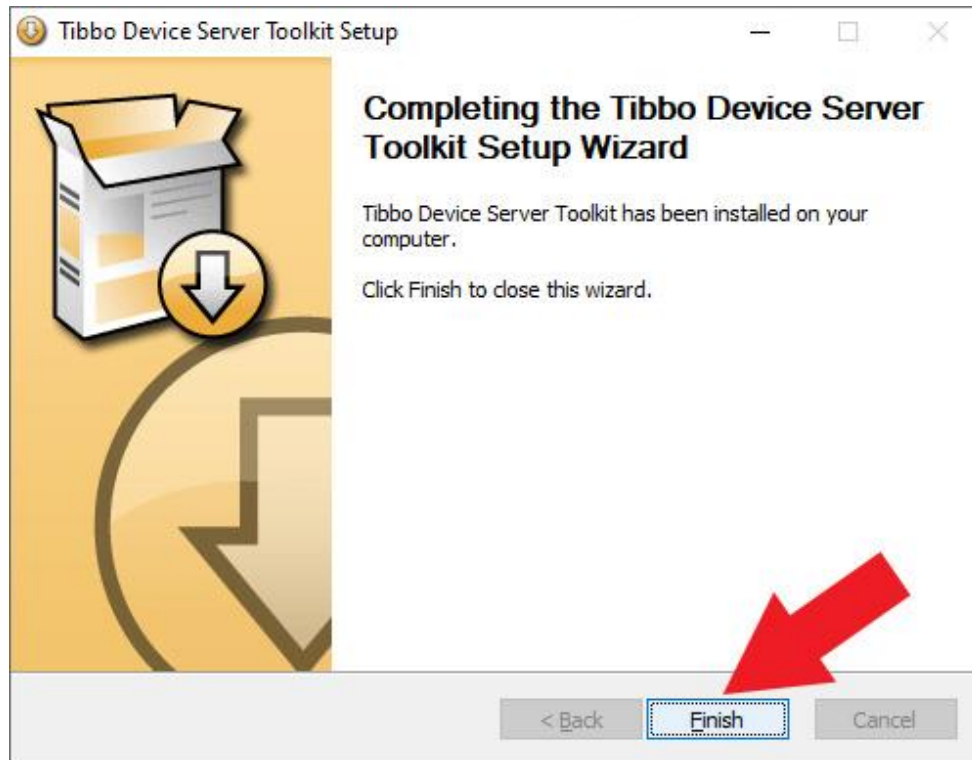 Tibbo Device Server Toolkit Setup
Completing the Tibbo Device Server
Toolkit Setup Wizard
Tibbo Device Server Toolkit has been installed on your
computer.
Click Finish to close this wizard.
< Back Finish Cancel